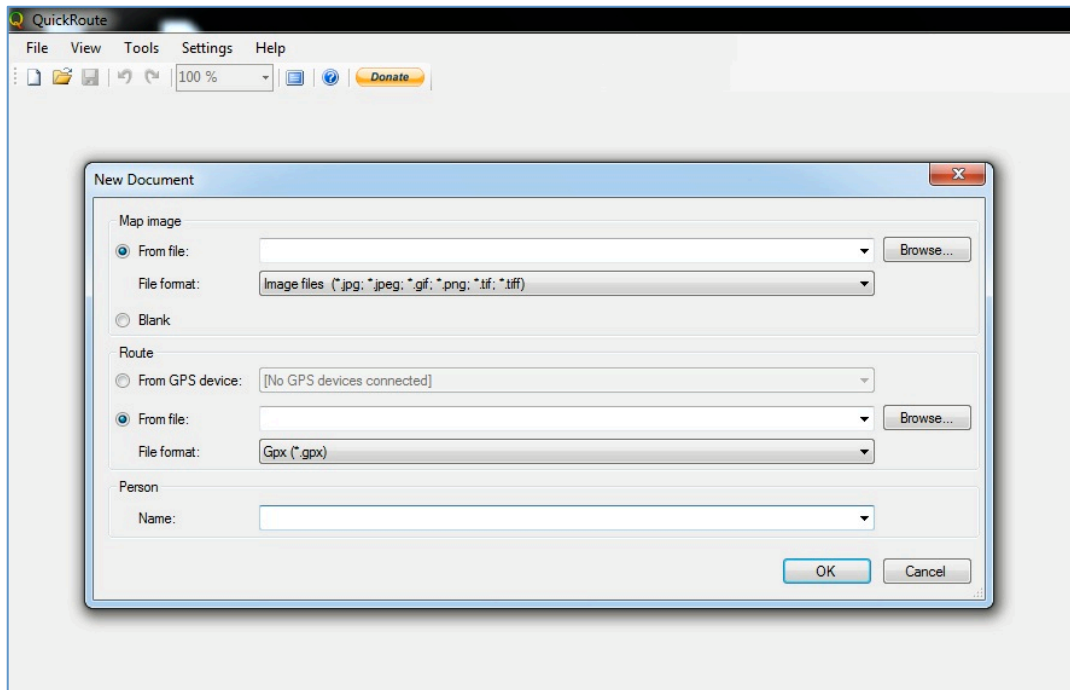 QuickRoute
File View Tools Settings Help
100 % Donate
New Document
Map image
From file: Browse...
File format: Image files (*.jpg; *.jpeg; *.gif; *.png; *.tif; *.tiff)
Blank
Route
From GPS device: [No GPS devices connected]
From file: Browse...
File format: Gpx (*.gpx)
Person
Name:
OK Cancel